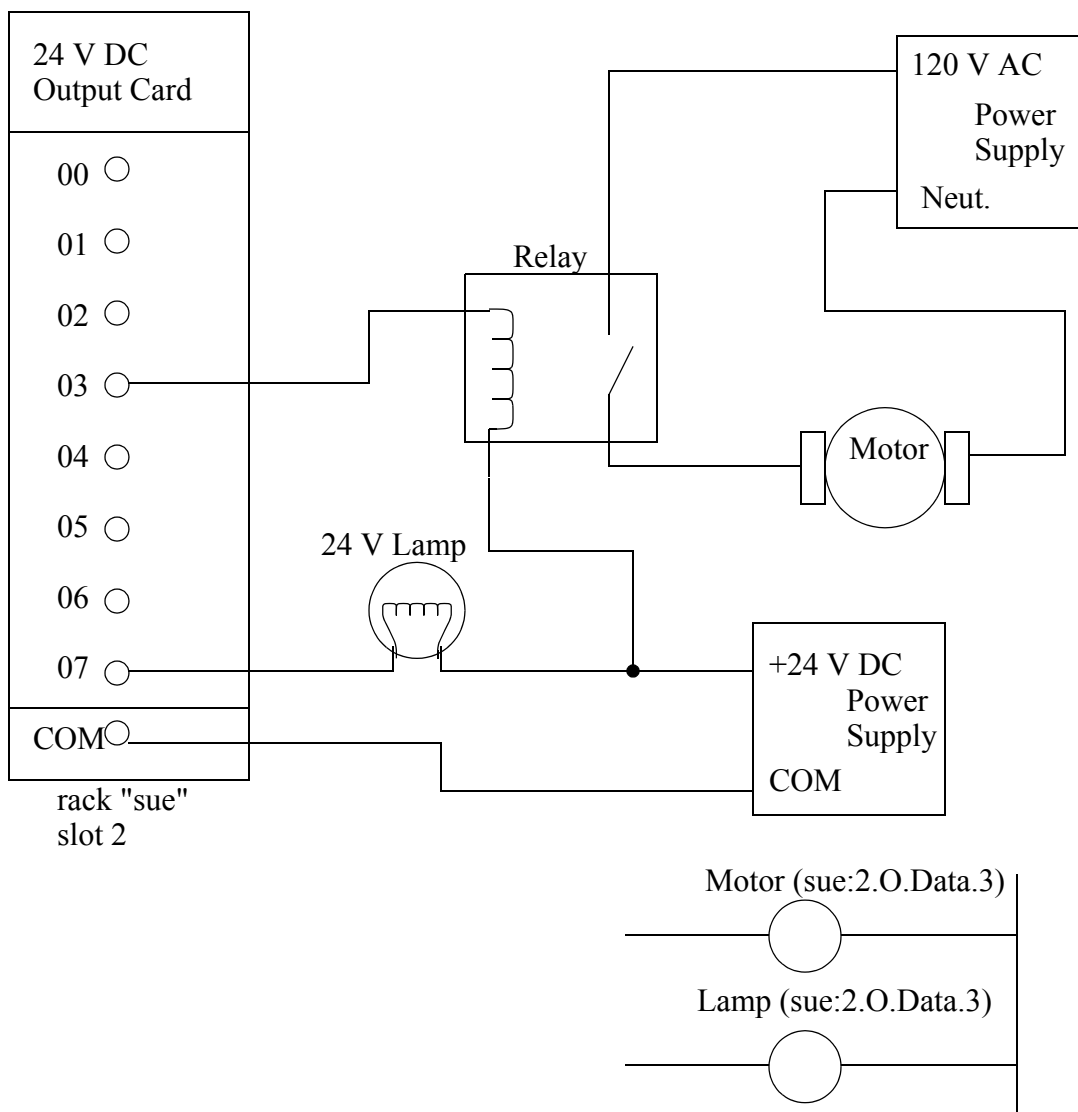 24 V DC
Output Card
00
01
02
03
04
05
06
07
COM
rack "sue"
slot 2
Relay
24 V Lamp
120 V AC
Power
Supply
Neut.
Motor
+24 V DC
Power
Supply
COM
Motor (sue:2.O.Data.3)
Lamp (sue:2.O.Data.3)